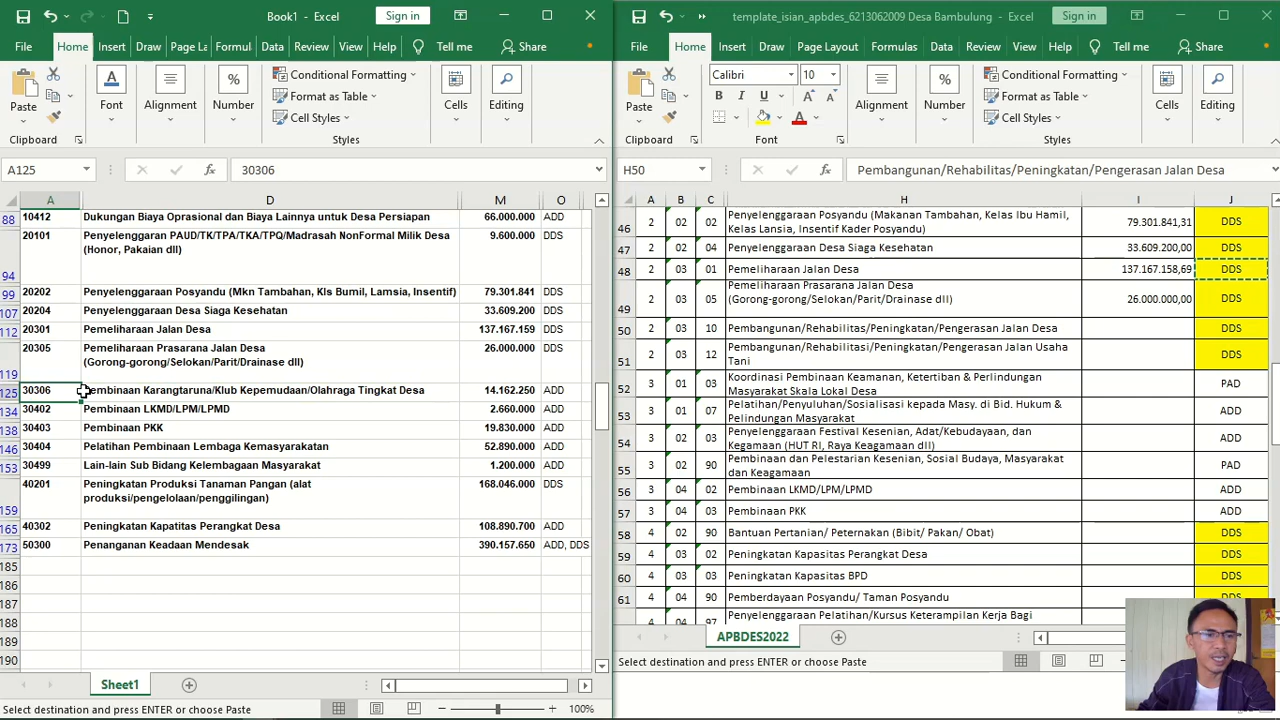 Book1 - Excel
Sign in
File Home Insert Draw Page La Formul Data Review View Help Tell me Share
Paste
Clipboard
Font
Alignment
Number
Conditional Formatting
Format as Table
Cell Styles
Styles
Cells
Editing
A125
30306
A D M O
88 10412 Dukungan Biaya Oprasional dan Biaya Lainnya untuk Desa Persiapan 66.000.000 ADD
20101 Penyelenggaran PAUD/TK/TPA/TKA/TPQ/Madrasah NonFormal Milik Desa 9.600.000 DDS
(Honor, Pakaian dll)
94
99 20202 Penyelenggaraan Posyandu (Mkn Tambahan, Kls Bumil, Lamsia, Insentif) 79.301.841 DDS
107 20204 Penyelenggaraan Desa Siaga Kesehatan 33.609.200 DDS
112 20301 Pemeliharaan Jalan Desa 137.167.159 DDS
20305 Pemeliharaan Prasarana Jalan Desa 26.000.000 DDS
(Gorong-gorong/Selokan/Parit/Drainase dll)
119
125 30306 Pembinaan Karangtaruna/Klub Kepemudaan/Olahraga Tingkat Desa 14.162.250 ADD
134 30402 Pembinaan LKMD/LPM/LPMD 2.660.000 ADD
138 30403 Pembinaan PKK 19.830.000 ADD
146 30404 Pelatihan Pembinaan Lembaga Kemasyarakatan 52.890.000 ADD
153 30499 Lain-lain Sub Bidang Kelembagaan Masyarakat 1.200.000 ADD
40201 Peningkatan Produksi Tanaman Pangan (alat 168.046.000 DDS
produksi/pengelolaan/penggilingan)
159
165 40302 Peningkatan Kapatitas Perangkat Desa 108.890.700 ADD
173 50300 Penanganan Keadaan Mendesak 390.157.650 ADD, DDS
185
186
187
188
189
190
Sheet1
Select destination and press ENTER or choose Paste
100%
template_isian_apbdes_6213062009 Desa Bambulung - Excel
Sign in
File Home Insert Draw Page Layout Formulas Data Review View Help Tell me Share
Paste
Clipboard
Calibri 10
B I U
Font
Alignment
Number
Conditional Formatting
Format as Table
Cell Styles
Styles
Cells
Editing
H50
Pembangunan/Rehabilitas/Peningkatan/Pengerasan Jalan Desa
A B C H I J
46 2 02 02 Penyelenggaraan Posyandu (Makanan Tambahan, Kelas Ibu Hamil, 79.301.841,31 DDS
Kelas Lansia, Insentif Kader Posyandu)
47 2 02 04 Penyelenggaraan Desa Siaga Kesehatan 33.609.200,00 DDS
48 2 03 01 Pemeliharaan Jalan Desa 137.167.158,69 DDS
49 2 03 05 Pemeliharaan Prasarana Jalan Desa 26.000.000,00 DDS
(Gorong-gorong/Selokan/Parit/Drainase dll)
50 2 03 10 Pembangunan/Rehabilitas/Peningkatan/Pengerasan Jalan Desa DDS
51 2 03 12 Pembangunan/Rehabilitasi/Peningkatan/Pengerasan Jalan Usaha DDS
Tani
52 3 01 03 Koordinasi Pembinaan Keamanan, Ketertiban & Perlindungan PAD
Masyarakat Skala Lokal Desa
53 3 01 07 Pelatihan/Penyuluhan/Sosialisasi kepada Masy. di Bid. Hukum & ADD
Pelindungan Masyarakat
54 3 02 03 Penyelenggaraan Festival Kesenian, Adat/Kebudayaan, dan ADD
Kegamaan (HUT RI, Raya Keagamaan dll)
55 3 02 90 Pembinaan dan Pelestarian Kesenian, Sosial Budaya, Masyarakat PAD
dan Keagamaan
56 3 04 02 Pembinaan LKMD/LPM/LPMD ADD
57 3 04 03 Pembinaan PKK ADD
58 4 02 90 Bantuan Pertanian/ Peternakan (Bibit/ Pakan/ Obat) DDS
59 4 03 02 Peningkatan Kapasitas Perangkat Desa DDS
60 4 03 03 Peningkatan Kapasitas BPD DDS
61 4 04 90 Pemberdayaan Posyandu/ Taman Posyandu DDS
Penyelenggaraan Pelatihan/Kursus Keterampilan Kerja Bagi
APBDES2022
Select destination and press ENTER or choose Paste